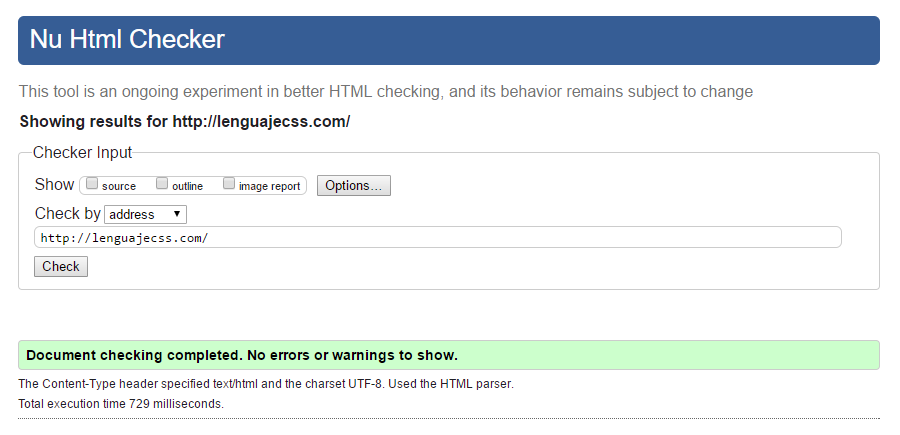 Nu Html Checker
This tool is an ongoing experiment in better HTML checking, and its behavior remains subject to change
Showing results for http://lenguajecss.com/
Checker Input
Show source outline image report Options...
Check by address
http://lenguajecss.com/
Check
Document checking completed. No errors or warnings to show.
The Content-Type header specified text/html and the charset UTF-8. Used the HTML parser.
Total execution time 729 milliseconds.